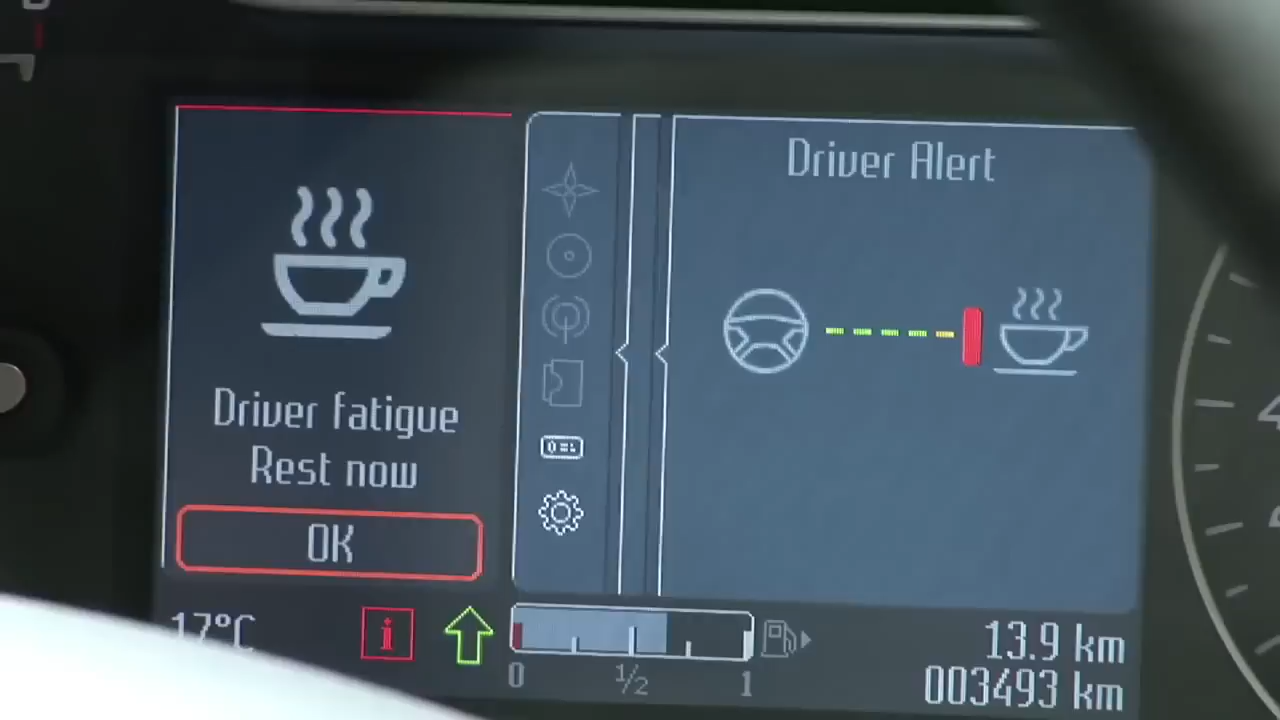 Driver Alert
Driver fatigue
Rest now
OK
17°C
i
0 1/2 1
13.9 km
003493 km